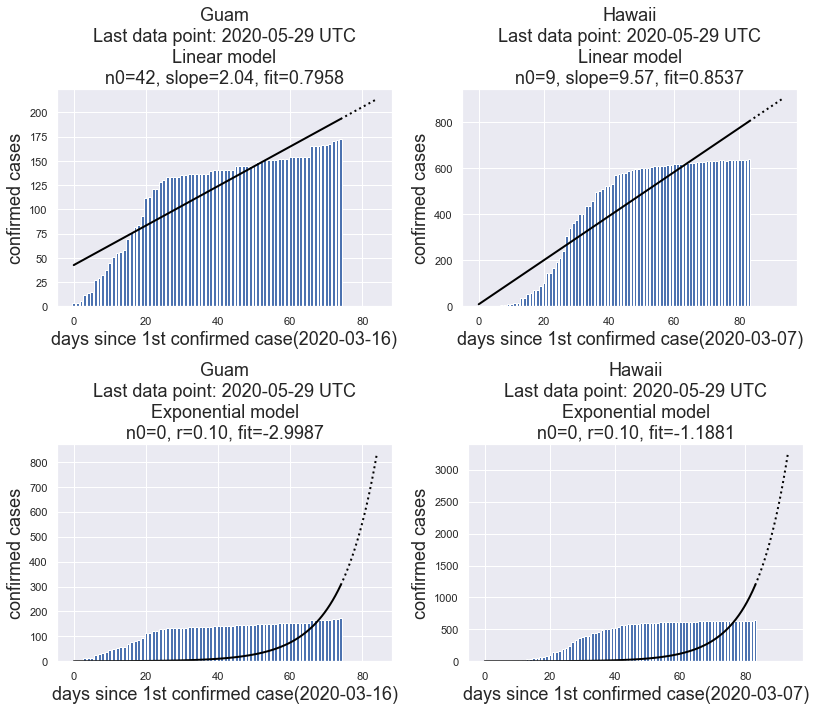 Guam
Last data point: 2020-05-29 UTC
Linear model
n0=42, slope=2.04, fit=0.7958
200
175
150
125
100
75
50
25
0
confirmed cases
0 20 40 60 80
days since 1st confirmed case(2020-03-16)
Hawaii
Last data point: 2020-05-29 UTC
Linear model
n0=9, slope=9.57, fit=0.8537
800
600
400
200
0
confirmed cases
0 20 40 60 80
days since 1st confirmed case(2020-03-07)
Guam
Last data point: 2020-05-29 UTC
Exponential model
n0=0, r=0.10, fit=-2.9987
800
700
600
500
400
300
200
100
0
confirmed cases
0 20 40 60 80
days since 1st confirmed case(2020-03-16)
Hawaii
Last data point: 2020-05-29 UTC
Exponential model
n0=0, r=0.10, fit=-1.1881
3000
2500
2000
1500
1000
500
0
confirmed cases
0 20 40 60 80
days since 1st confirmed case(2020-03-07)